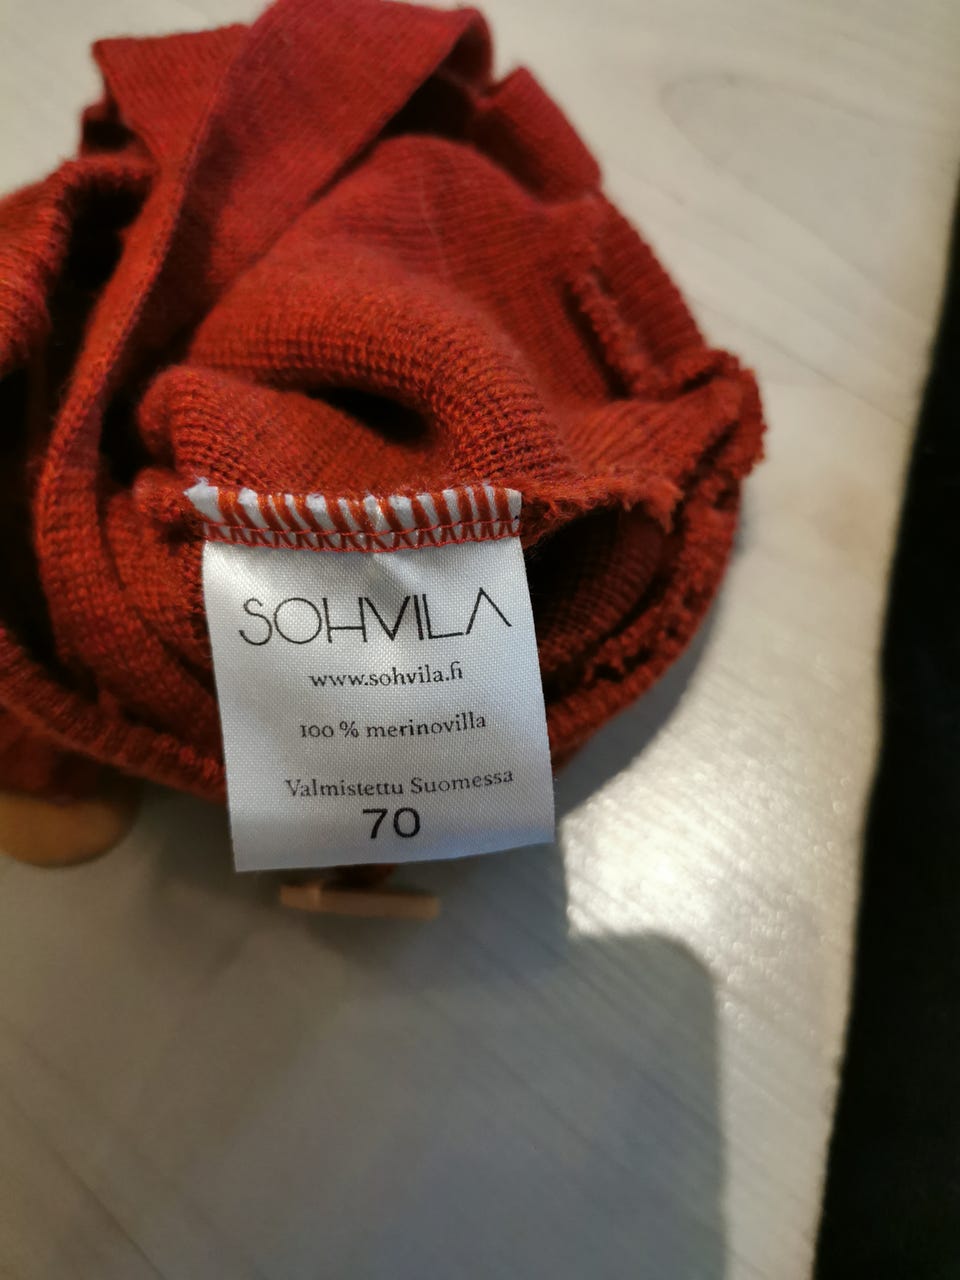 SOHVILA
www.sohvila.fi
100 % merinovilla
Valmistettu Suomessa
70